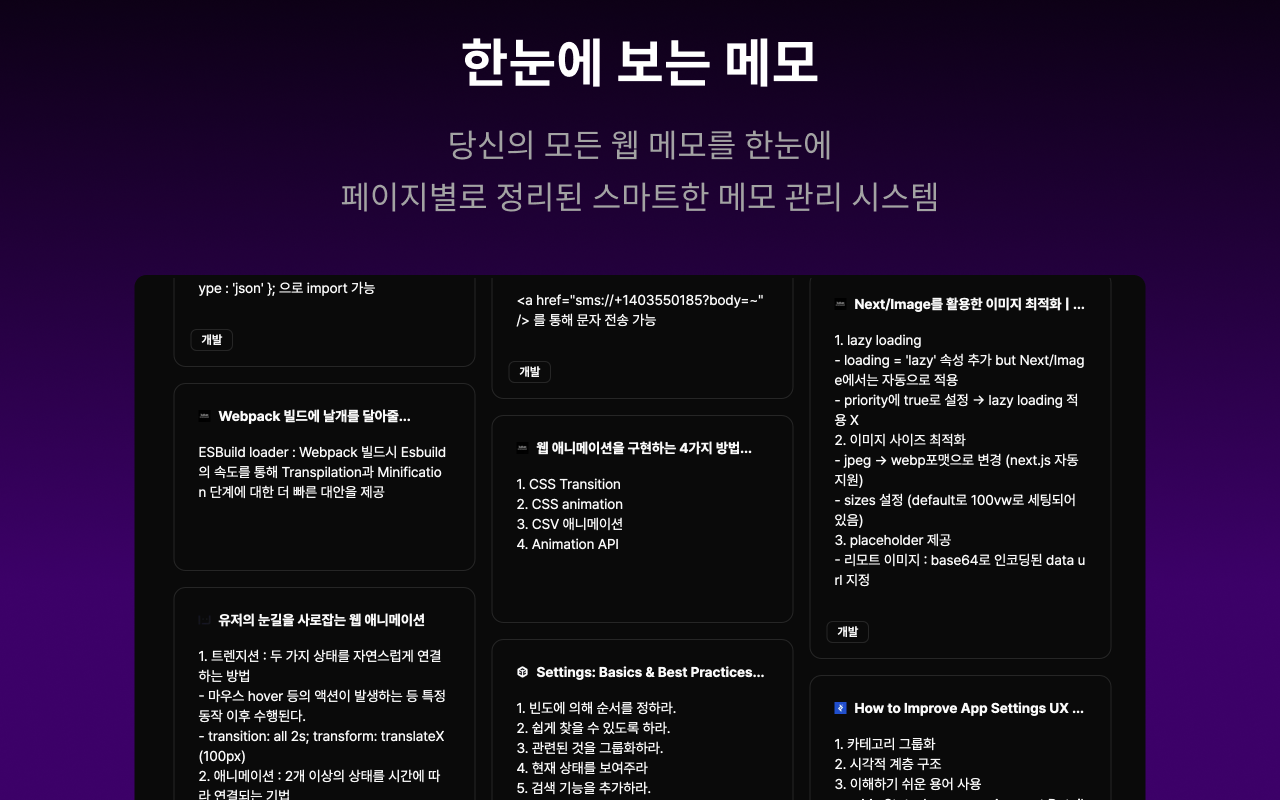 한눈에 보는 메모
당신의 모든 웹 메모를 한눈에
페이지별로 정리된 스마트한 메모 관리 시스템
ype : 'json' }; 으로 import 가능
개발
Webpack 빌드에 날개를 달아줄...
ESBuild loader : Webpack 빌드시 Esbuild
의 속도를 통해 Transpilation과 Minificatio
n 단계에 대한 더 빠른 대안을 제공
유저의 눈길을 사로잡는 웹 애니메이션
1. 트렌지션 : 두 가지 상태를 자연스럽게 연결
하는 방법
- 마우스 hover 등의 액션이 발생하는 등 특정
동작 이후 수행된다.
- transition: all 2s; transform: translateX
(100px)
2. 애니메이션 : 2개 이상의 상태를 시간에 따
라 연결되는 기법
<a href="sms://+1403550185?body=~"
/> 를 통해 문자 전송 가능
개발
웹 애니메이션을 구현하는 4가지 방법...
1. CSS Transition
2. CSS animation
3. CSV 애니메이션
4. Animation API
Settings: Basics & Best Practices...
1. 빈도에 의해 순서를 정하라.
2. 쉽게 찾을 수 있도록 하라.
3. 관련된 것을 그룹화하라.
4. 현재 상태를 보여주라
5. 검색 기능을 추가하라.
Next/Image를 활용한 이미지 최적화 | ...
1. lazy loading
- loading = 'lazy' 속성 추가 but Next/Imag
e에서는 자동으로 적용
- priority에 true로 설정 → lazy loading 적
용 X
2. 이미지 사이즈 최적화
- jpeg → webp포맷으로 변경 (next.js 자동
지원)
- sizes 설정 (default로 100vw로 세팅되어
있음)
3. placeholder 제공
- 리모트 이미지 : base64로 인코딩된 data u
rl 지정
개발
How to Improve App Settings UX ...
1. 카테고리 그룹화
2. 시각적 계층 구조
3. 이해하기 쉬운 용어 사용